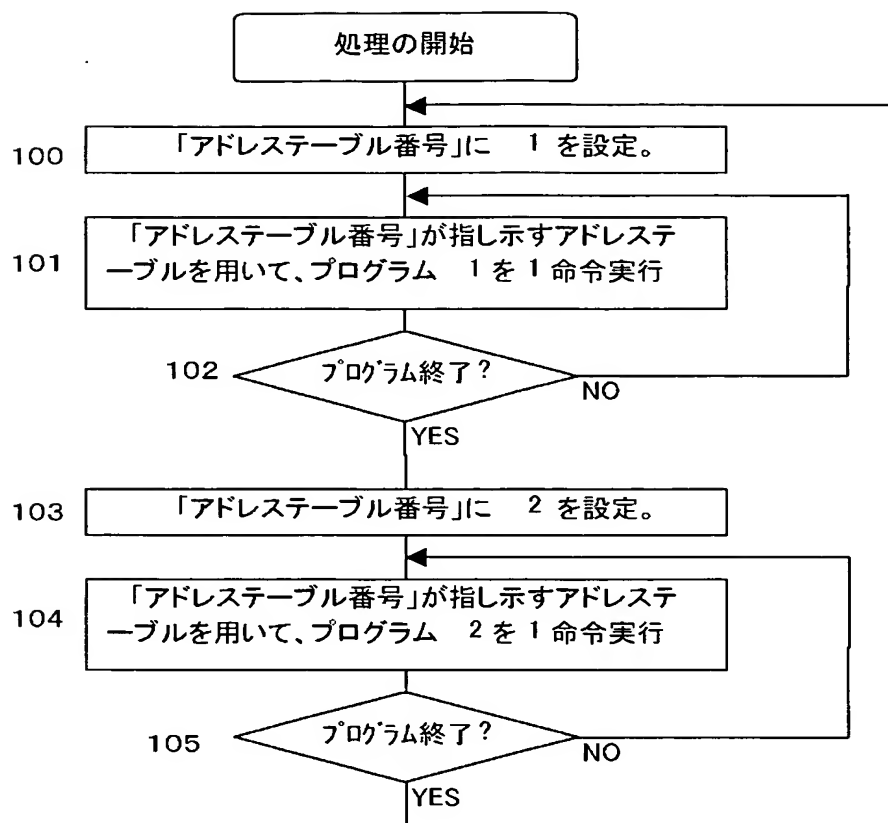 処理の開始
100
「アドレステーブル番号」に 1 を設定。
101
「アドレステーブル番号」が指し示すアドレステ
ーブルを用いて、プログラム 1 を 1 命令実行
102
プログラム終了?
NO
YES
103
「アドレステーブル番号」に 2 を設定。
104
「アドレステーブル番号」が指し示すアドレステ
ーブルを用いて、プログラム 2 を 1 命令実行
105
プログラム終了?
NO
YES